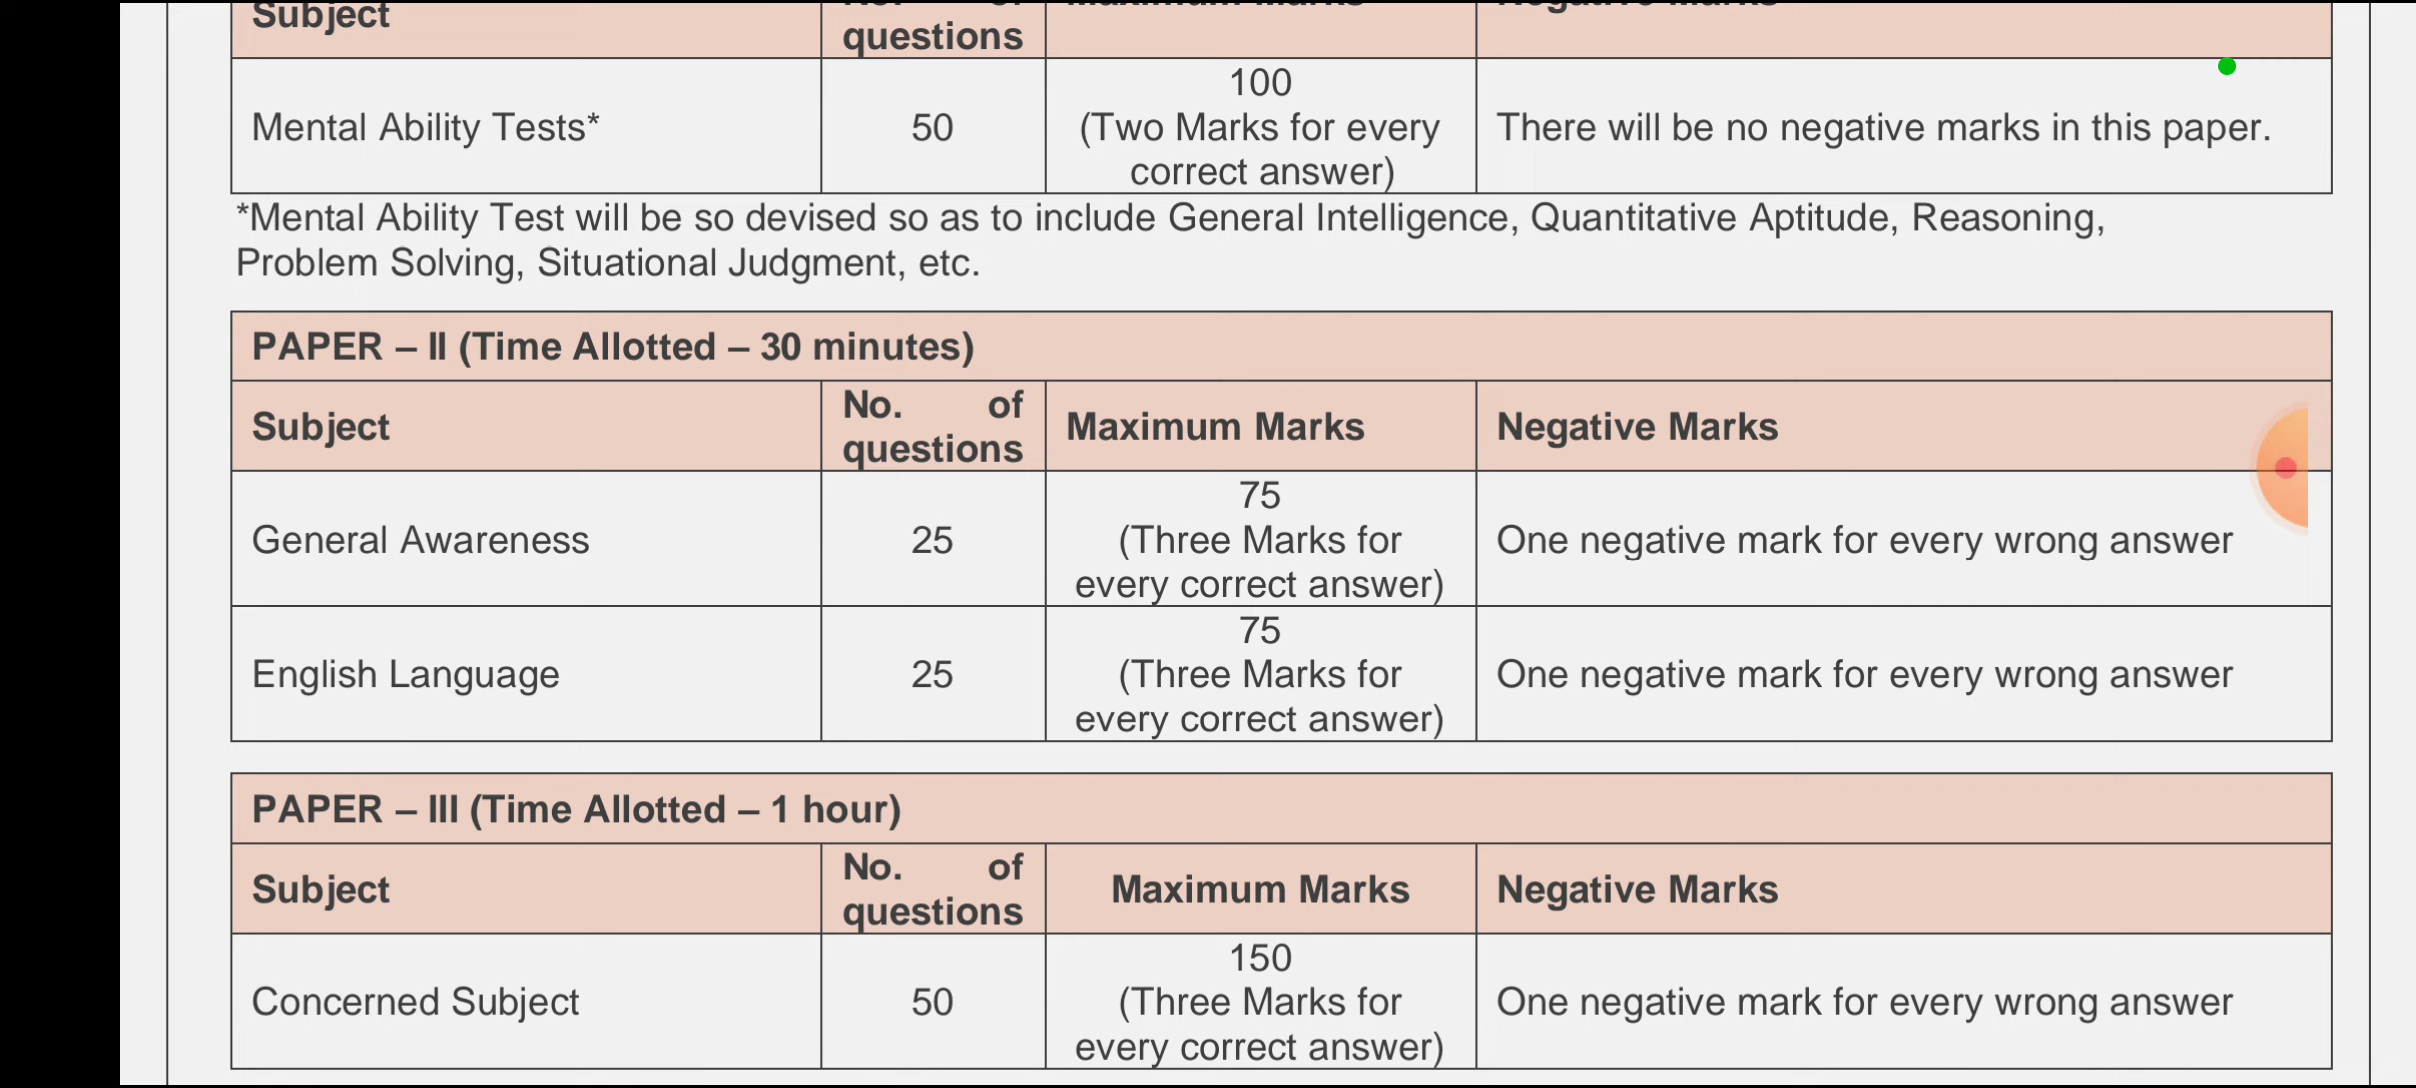 Subject
No. of
Maximum Marks
Negative Marks
questions
Mental Ability Tests*
50
100
(Two Marks for every
correct answer)
There will be no negative marks in this paper.
*Mental Ability Test will be so devised so as to include General Intelligence, Quantitative Aptitude, Reasoning,
Problem Solving, Situational Judgment, etc.
PAPER – II (Time Allotted – 30 minutes)
Subject
No. of
questions
Maximum Marks
Negative Marks
General Awareness
25
75
(Three Marks for
every correct answer)
One negative mark for every wrong answer
English Language
25
75
(Three Marks for
every correct answer)
One negative mark for every wrong answer
PAPER – III (Time Allotted – 1 hour)
Subject
No. of
questions
Maximum Marks
Negative Marks
Concerned Subject
50
150
(Three Marks for
every correct answer)
One negative mark for every wrong answer